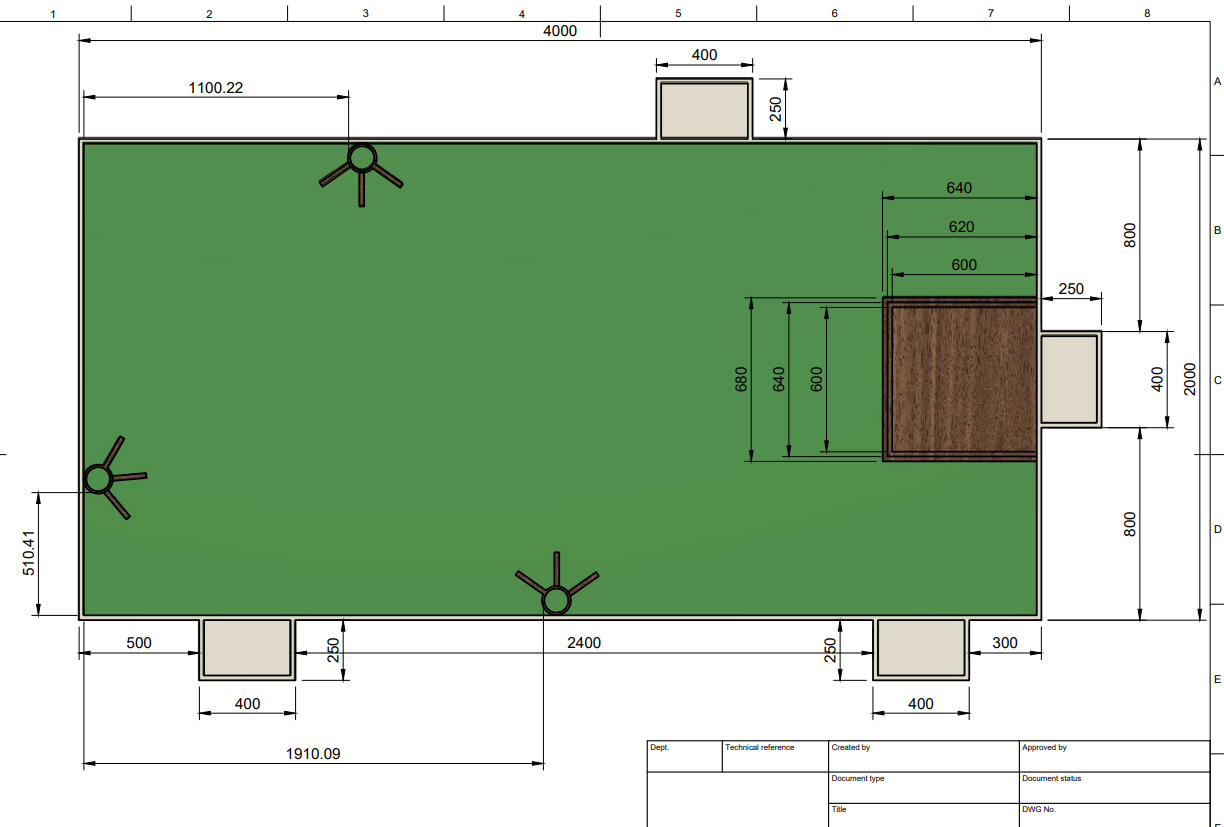 1 2 3 4 5 6 7 8
4000
400
A
1100.22
250
640
800
B
620
600
250
680
640
600
400
2000
C
510.41
800
D
500
250
2400
250
300
E
400
400
1910.09
Dept. Technical reference Created by Approved by
Document type Document status
Title DWG No.